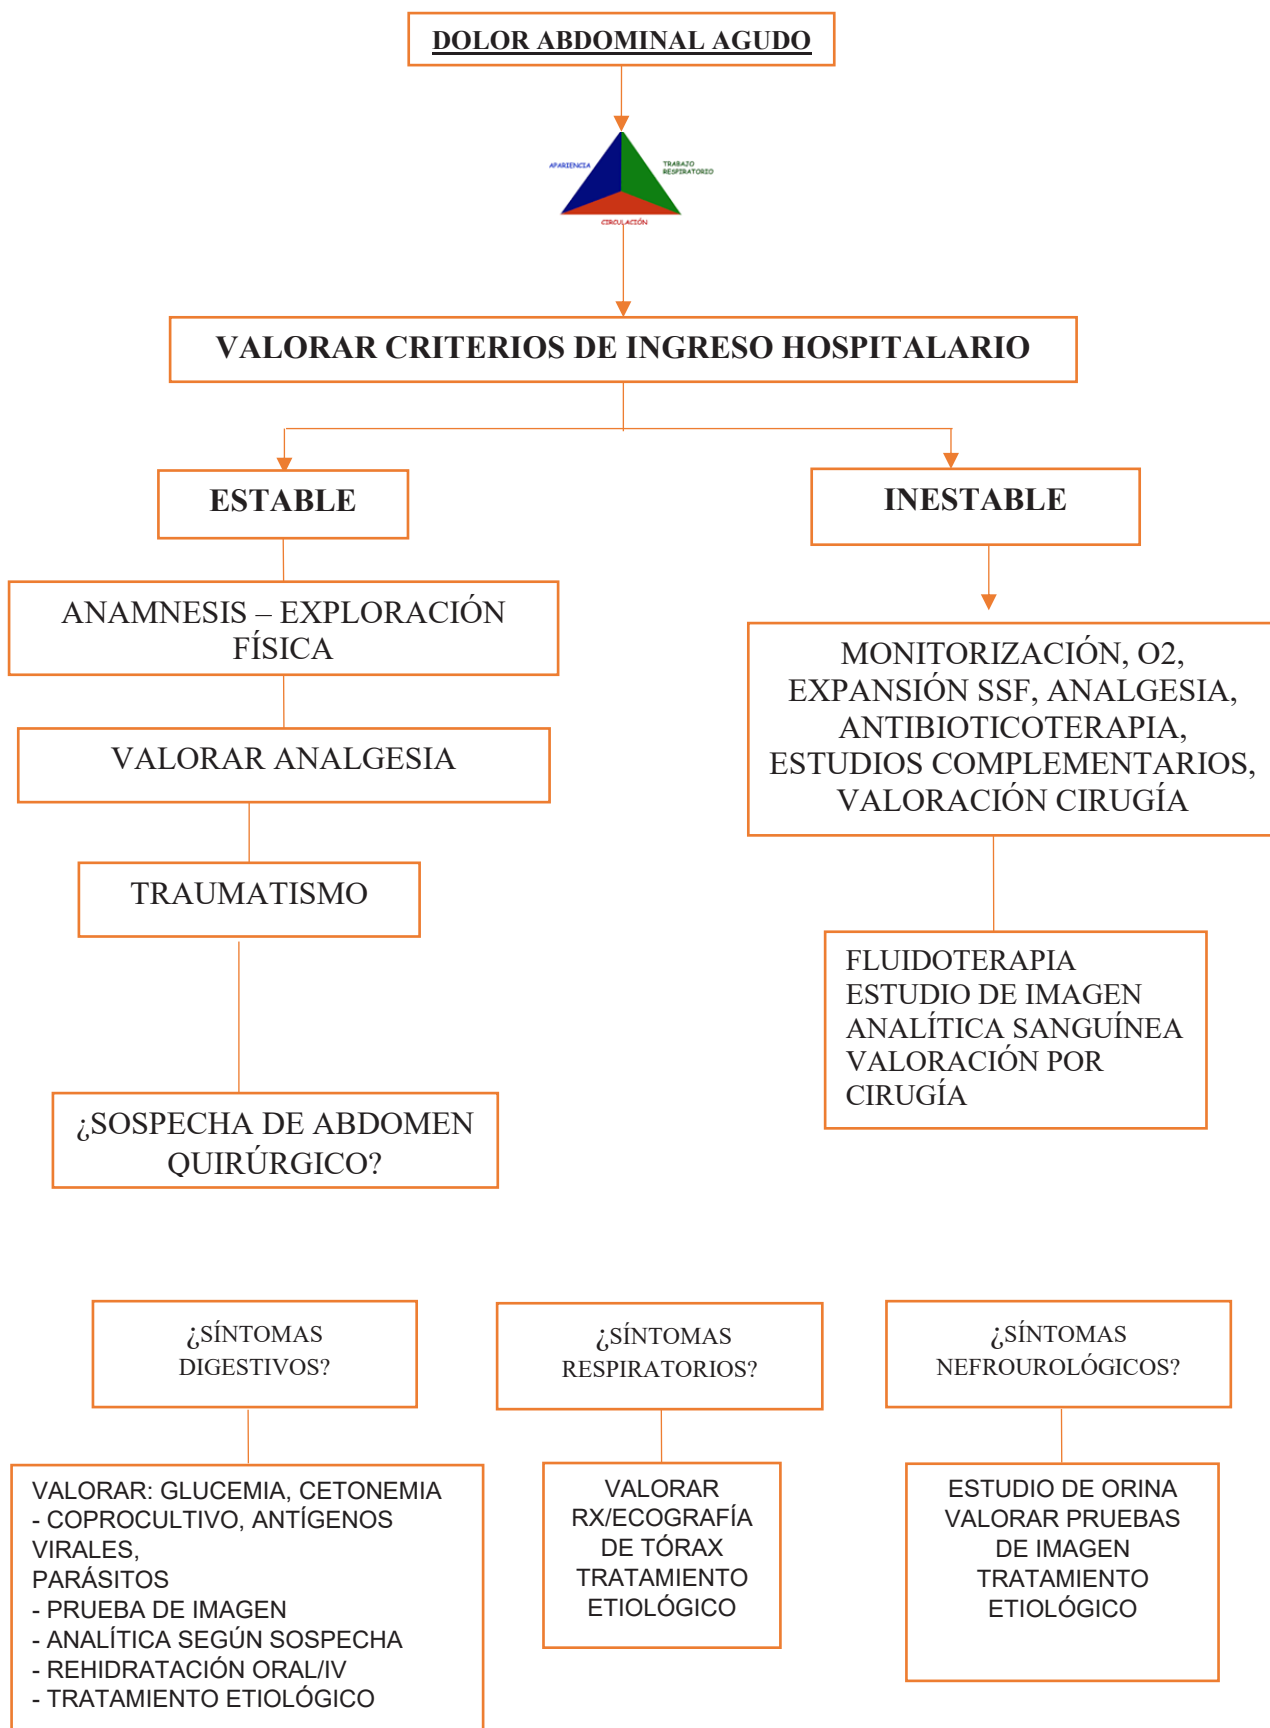 DOLOR ABDOMINAL AGUDO
APARIENCIA
TRABAJO
RESPIRATORIO
CIRCULACIÓN
VALORAR CRITERIOS DE INGRESO HOSPITALARIO
ESTABLE
INESTABLE
ANAMNESIS – EXPLORACIÓN
FÍSICA
VALORAR ANALGESIA
TRAUMATISMO
¿SOSPECHA DE ABDOMEN
QUIRÚRGICO?
MONITORIZACIÓN, O2,
EXPANSIÓN SSF, ANALGESIA,
ANTIBIOTICOTERAPIA,
ESTUDIOS COMPLEMENTARIOS,
VALORACIÓN CIRUGÍA
FLUIDOTERAPIA
ESTUDIO DE IMAGEN
ANALÍTICA SANGUÍNEA
VALORACIÓN POR
CIRUGÍA
¿SÍNTOMAS
DIGESTIVOS?
VALORAR: GLUCEMIA, CETONEMIA
- COPROCULTIVO, ANTÍGENOS
VIRALES,
PARÁSITOS
- PRUEBA DE IMAGEN
- ANALÍTICA SEGÚN SOSPECHA
- REHIDRATACIÓN ORAL/IV
- TRATAMIENTO ETIOLÓGICO
¿SÍNTOMAS
RESPIRATORIOS?
VALORAR
RX/ECOGRAFÍA
DE TÓRAX
TRATAMIENTO
ETIOLÓGICO
¿SÍNTOMAS
NEFROUROLÓGICOS?
ESTUDIO DE ORINA
VALORAR PRUEBAS
DE IMAGEN
TRATAMIENTO
ETIOLÓGICO